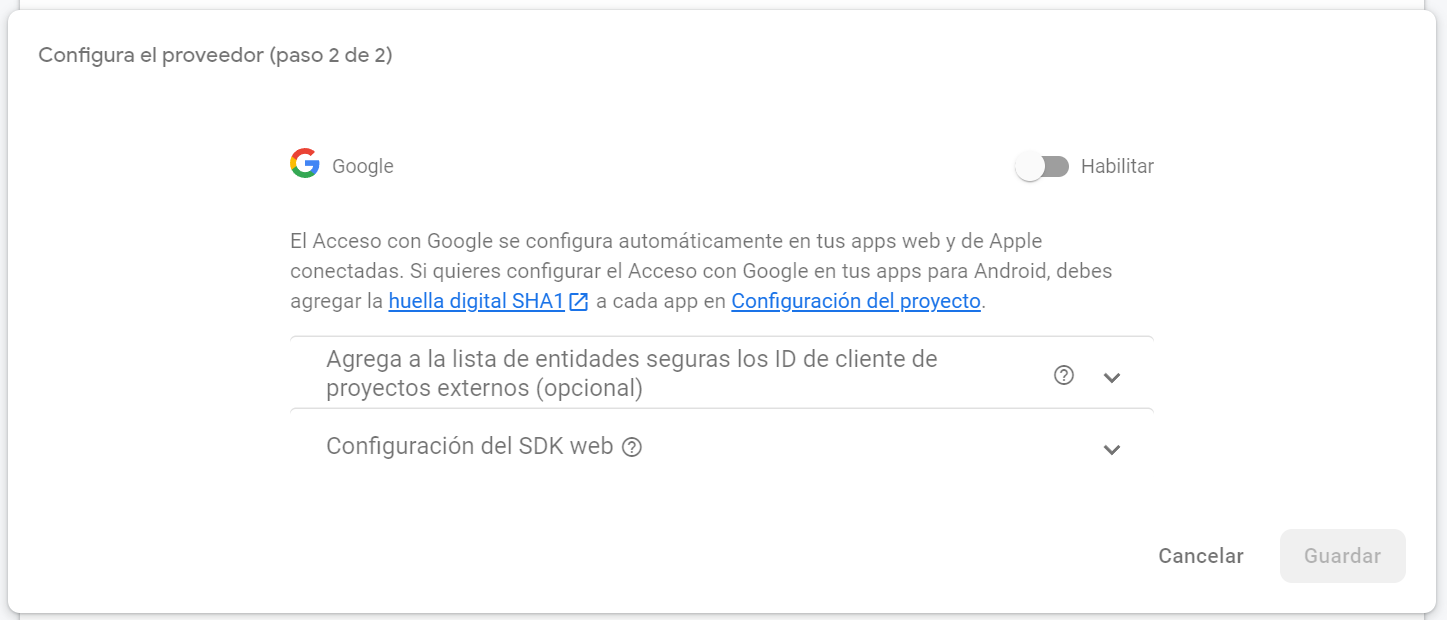 Configura el proveedor (paso 2 de 2)
Google
Habilitar
El Acceso con Google se configura automáticamente en tus apps web y de Apple
conectadas. Si quieres configurar el Acceso con Google en tus apps para Android, debes
agregar la huella digital SHA1 a cada app en Configuración del proyecto.
Agrega a la lista de entidades seguras los ID de cliente de
proyectos externos (opcional)
Configuración del SDK web
Cancelar
Guardar